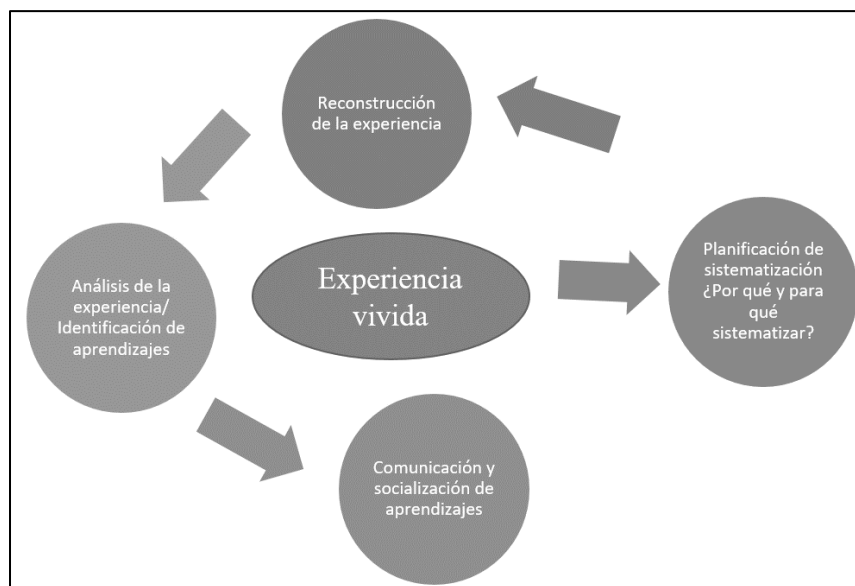 Reconstrucción
de la experiencia
Planificación de
sistematización
¿Por qué y para
qué
sistematizar?
Experiencia
vivida
Análisis de la
experiencia/
Identificación de
aprendizajes
Comunicación y
socialización de
aprendizajes